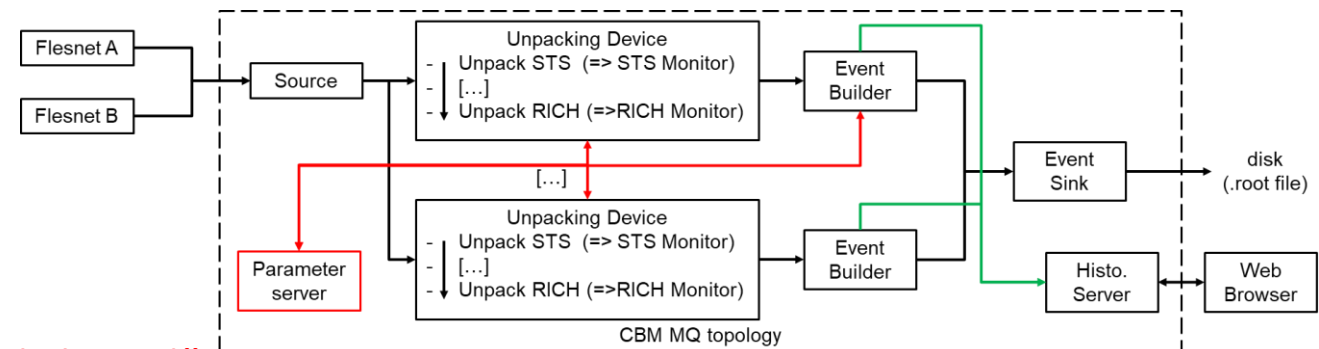 Flesnet A
Flesnet B
Source
Unpacking Device
- Unpack STS (=> STS Monitor)
- [...]
- Unpack RICH (=>RICH Monitor)
Event
Builder
[...]
Parameter
server
Unpacking Device
- Unpack STS (=> STS Monitor)
- [...]
- Unpack RICH (=>RICH Monitor)
Event
Builder
Event
Sink
disk
(.root file)
Histo.
Server
Web
Browser
CBM MQ topology